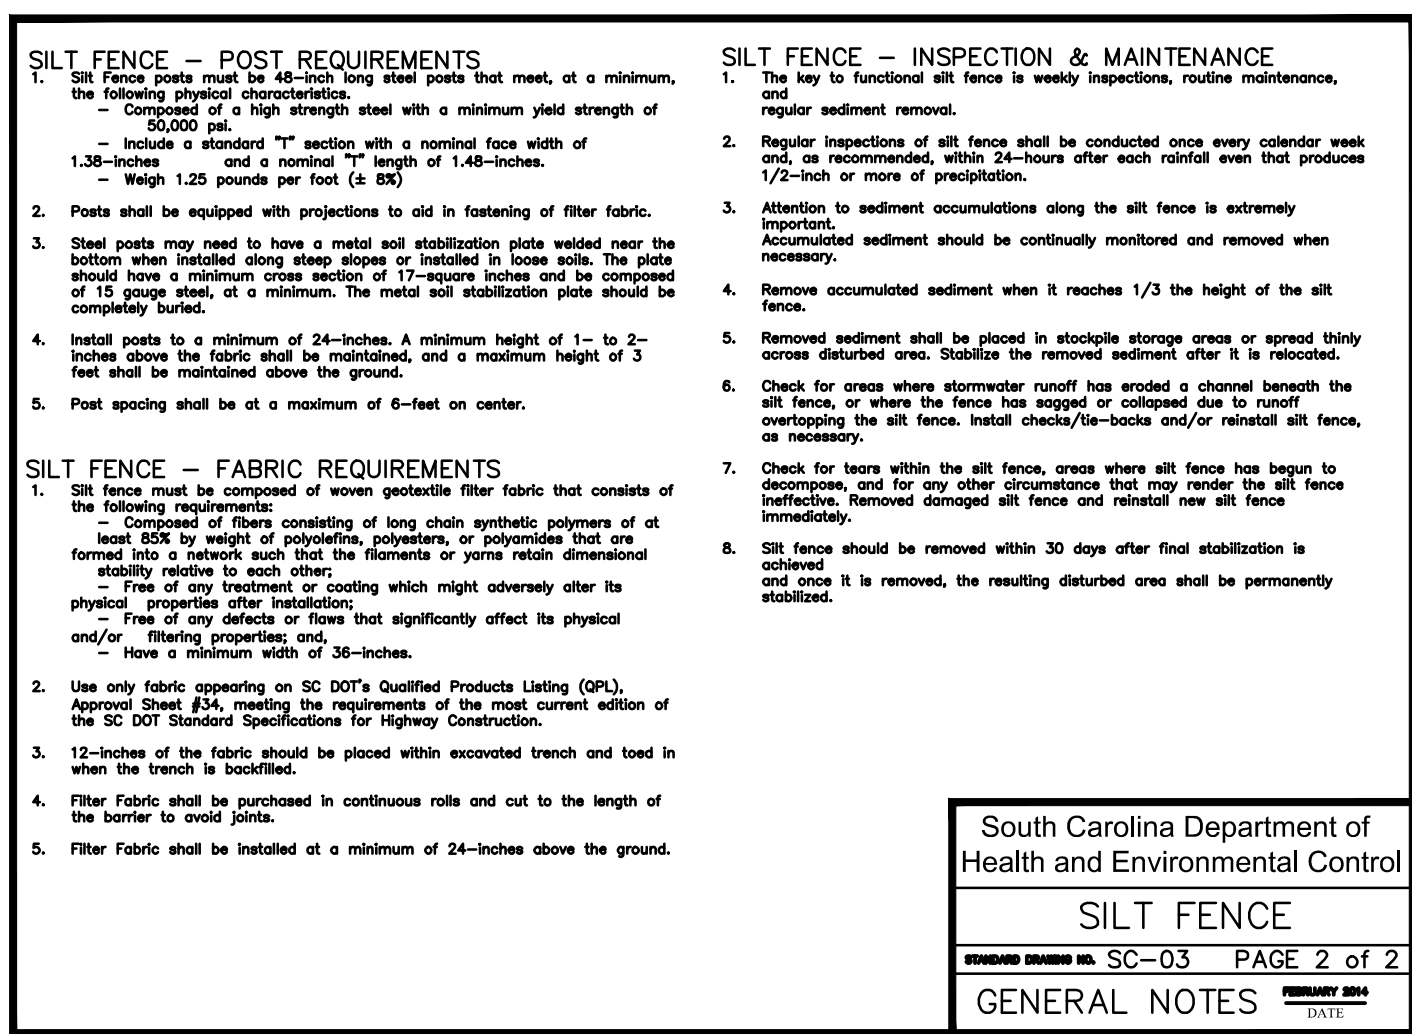 SILT FENCE – POST REQUIREMENTS
1. Silt Fence posts must be 48–inch long steel posts that meet, at a minimum,
the following physical characteristics.
– Composed of a high strength steel with a minimum yield strength of
50,000 psi.
– Include a standard "T" section with a nominal face width of
1.38–inches and a nominal "T" length of 1.48–inches.
– Weigh 1.25 pounds per foot (± 8%)
2. Posts shall be equipped with projections to aid in fastening of filter fabric.
3. Steel posts may need to have a metal soil stabilization plate welded near the
bottom when installed along steep slopes or installed in loose soils. The plate
should have a minimum cross section of 17–square inches and be composed
of 15 gauge steel, at a minimum. The metal soil stabilization plate should be
completely buried.
4. Install posts to a minimum of 24–inches. A minimum height of 1– to 2–
inches above the fabric shall be maintained, and a maximum height of 3
feet shall be maintained above the ground.
5. Post spacing shall be at a maximum of 6–feet on center.
SILT FENCE – FABRIC REQUIREMENTS
1. Silt fence must be composed of woven geotextile filter fabric that consists of
the following requirements:
– Composed of fibers consisting of long chain synthetic polymers of at
least 85% by weight of polyolefins, polyesters, or polyamides that are
formed into a network such that the filaments or yarns retain dimensional
stability relative to each other;
– Free of any treatment or coating which might adversely alter its
physical properties after installation;
– Free of any defects or flaws that significantly affect its physical
and/or filtering properties; and,
– Have a minimum width of 36–inches.
2. Use only fabric appearing on SC DOT's Qualified Products Listing (QPL),
Approval Sheet #34, meeting the requirements of the most current edition of
the SC DOT Standard Specifications for Highway Construction.
3. 12–inches of the fabric should be placed within excavated trench and toed in
when the trench is backfilled.
4. Filter Fabric shall be purchased in continuous rolls and cut to the length of
the barrier to avoid joints.
5. Filter Fabric shall be installed at a minimum of 24–inches above the ground.
SILT FENCE – INSPECTION & MAINTENANCE
1. The key to functional silt fence is weekly inspections, routine maintenance,
and
regular sediment removal.
2. Regular inspections of silt fence shall be conducted once every calendar week
and, as recommended, within 24–hours after each rainfall even that produces
1/2–inch or more of precipitation.
3. Attention to sediment accumulations along the silt fence is extremely
important.
Accumulated sediment should be continually monitored and removed when
necessary.
4. Remove accumulated sediment when it reaches 1/3 the height of the silt
fence.
5. Removed sediment shall be placed in stockpile storage areas or spread thinly
across disturbed area. Stabilize the removed sediment after it is relocated.
6. Check for areas where stormwater runoff has eroded a channel beneath the
silt fence, or where the fence has sagged or collapsed due to runoff
overtopping the silt fence. Install checks/tie–backs and/or reinstall silt fence,
as necessary.
7. Check for tears within the silt fence, areas where silt fence has begun to
decompose, and for any other circumstance that may render the silt fence
ineffective. Removed damaged silt fence and reinstall new silt fence
immediately.
8. Silt fence should be removed within 30 days after final stabilization is
achieved
and once it is removed, the resulting disturbed area shall be permanently
stabilized.
South Carolina Department of
Health and Environmental Control
SILT FENCE
STANDARD DRAWING NO. SC–03 PAGE 2 of 2
GENERAL NOTES FEBRUARY 2014
DATE